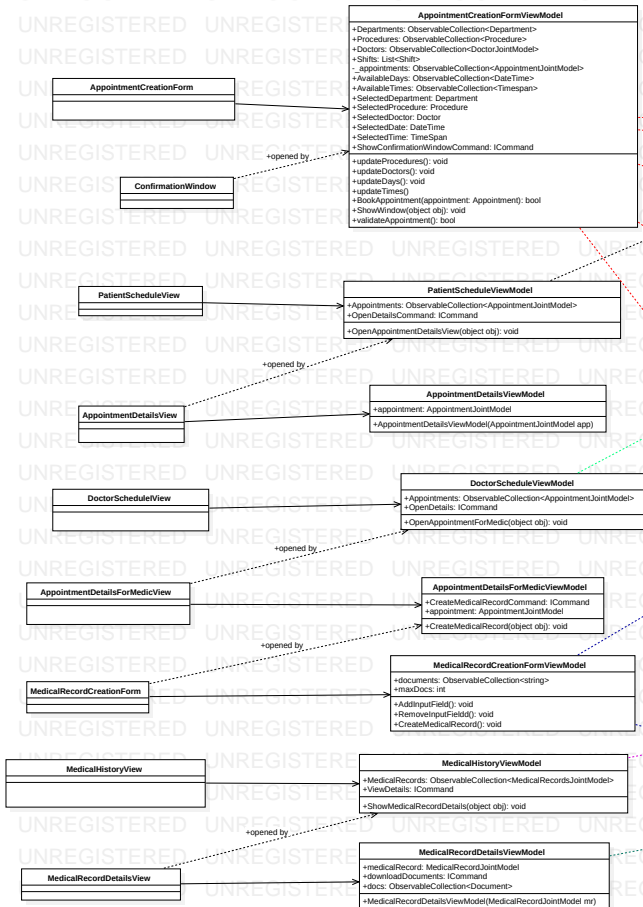 AppointmentCreationFormViewModel
+Departments: ObservableCollection<Department>
+Procedures: ObservableCollection<Procedure>
+Doctors: ObservableCollection<DoctorJointModel>
+Shifts: List<Shift>
-_appointments: ObservableCollection<AppointmentJointModel>
+AvailableDays: ObservableCollection<DateTime>
+AvailableTimes: ObservableCollection<Timespan>
+SelectedDepartment: Department
+SelectedProcedure: Procedure
+SelectedDoctor: Doctor
+SelectedDate: DateTime
+SelectedTime: TimeSpan
+ShowConfirmationWindowCommand: ICommand
+updateProcedures(): void
+updateDoctors(): void
+updateDays(): void
+updateTimes()
+BookAppointment(appointment: Appointment): bool
+ShowWindow(object obj): void
+validateAppointment(): bool
AppointmentCreationForm
+opened by
ConfirmationWindow
PatientScheduleView
PatientScheduleViewModel
+Appointments: ObservableCollection<AppointmentJointModel>
+OpenDetailsCommand: ICommand
+OpenAppointmentDetailsView(object obj): void
+opened by
AppointmentDetailsView
AppointmentDetailsViewModel
+appointment: AppointmentJointModel
+AppointmentDetailsViewModel(AppointmentJointModel app)
DoctorSchedulelView
DoctorScheduleViewModel
+Appointments: ObservableCollection<AppointmentJointModel>
+OpenDetails: ICommand
+OpenAppointmentForMedic(object obj): void
+opened by
AppointmentDetailsForMedicView
AppointmentDetailsForMedicViewModel
+CreateMedicalRecordCommand: ICommand
+appointment: AppointmentJointModel
+CreateMedicalRecord(object obj): void
+opened by
MedicalRecordCreationForm
MedicalRecordCreationFormViewModel
+documents: ObservableCollection<string>
+maxDocs: int
+AddInputField(): void
+RemoveInputFieldd(): void
+CreateMedicalRecord(): void
MedicalHistoryView
MedicalHistoryViewModel
+MedicalRecords: ObservableCollection<MedicalRecordsJointModel>
+ViewDetails: ICommand
+ShowMedicalRecordDetails(object obj): void
+opened by
MedicalRecordDetailsView
MedicalRecordDetailsViewModel
+medicalRecord: MedicalRecordJointModel
+downloadDocuments: ICommand
+docs: ObservableCollection<Document>
+MedicalRecordDetailsViewModel(MedicalRecordJointModel mr)
UNREGISTERED